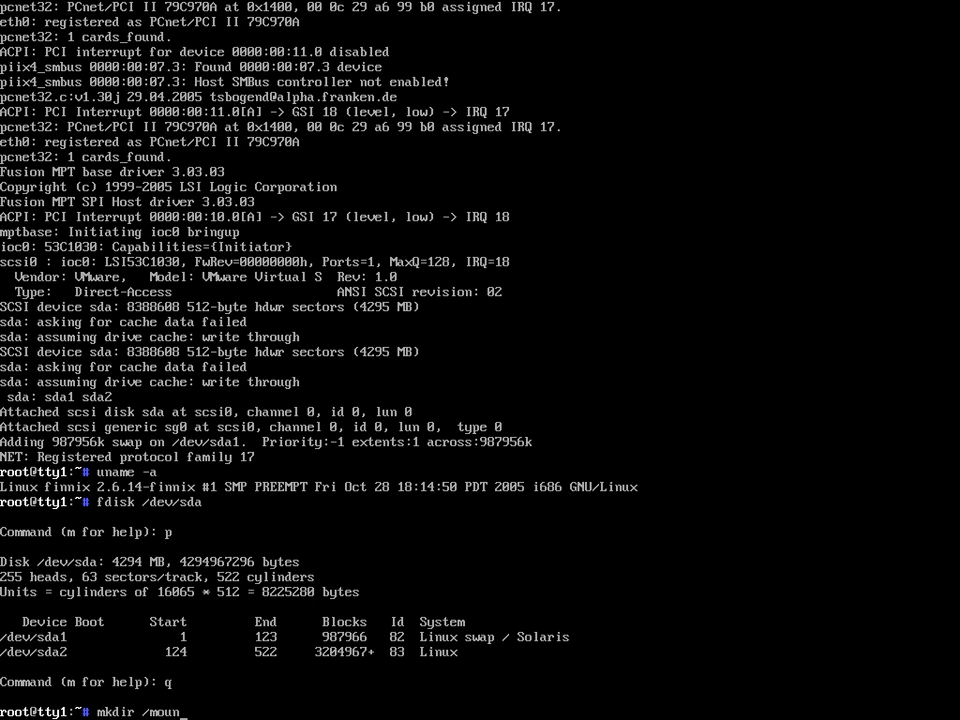 pcnet32: PCnet/PCI II 79C970A at 0x1400, 00 0c 29 a6 99 b0 assigned IRQ 17.
eth0: registered as PCnet/PCI II 79C970A
pcnet32: 1 cards_found.
ACPI: PCI interrupt for device 0000:00:11.0 disabled
piix4_smbus 0000:00:07.3: Found 0000:00:07.3 device
piix4_smbus 0000:00:07.3: Host SMBus controller not enabled!
pcnet32.c:v1.30j 29.04.2005 tsbogend@alpha.franken.de
ACPI: PCI Interrupt 0000:00:11.0[A] -> GSI 18 (level, low) -> IRQ 17
pcnet32: PCnet/PCI II 79C970A at 0x1400, 00 0c 29 a6 99 b0 assigned IRQ 17.
eth0: registered as PCnet/PCI II 79C970A
pcnet32: 1 cards_found.
Fusion MPT base driver 3.03.03
Copyright (c) 1999-2005 LSI Logic Corporation
Fusion MPT SPI Host driver 3.03.03
ACPI: PCI Interrupt 0000:00:10.0[A] -> GSI 17 (level, low) -> IRQ 18
mptbase: Initiating ioc0 bringup
ioc0: 53C1030: Capabilities={Initiator}
scsi0 : ioc0: LSI53C1030, FwRev=00000000h, Ports=1, MaxQ=128, IRQ=18
  Vendor: VMware,   Model: VMware Virtual S  Rev: 1.0
  Type:   Direct-Access                      ANSI SCSI revision: 02
SCSI device sda: 8388608 512-byte hdwr sectors (4295 MB)
sda: asking for cache data failed
sda: assuming drive cache: write through
SCSI device sda: 8388608 512-byte hdwr sectors (4295 MB)
sda: asking for cache data failed
sda: assuming drive cache: write through
 sda: sda1 sda2
Attached scsi disk sda at scsi0, channel 0, id 0, lun 0
Attached scsi generic sg0 at scsi0, channel 0, id 0, lun 0,  type 0
Adding 987956k swap on /dev/sda1.  Priority:-1 extents:1 across:987956k
NET: Registered protocol family 17
root@tty1:~# uname -a
Linux finnix 2.6.14-finnix #1 SMP PREEMPT Fri Oct 28 18:14:50 PDT 2005 i686 GNU/Linux
root@tty1:~# fdisk /dev/sda
Command (m for help): p
Disk /dev/sda: 4294 MB, 4294967296 bytes
255 heads, 63 sectors/track, 522 cylinders
Units = cylinders of 16065 * 512 = 8225280 bytes
   Device Boot      Start         End      Blocks   Id  System
/dev/sda1               1         123      987966   82  Linux swap / Solaris
/dev/sda2             124         522     3204967+  83  Linux
Command (m for help): q
root@tty1:~# mkdir /moun_